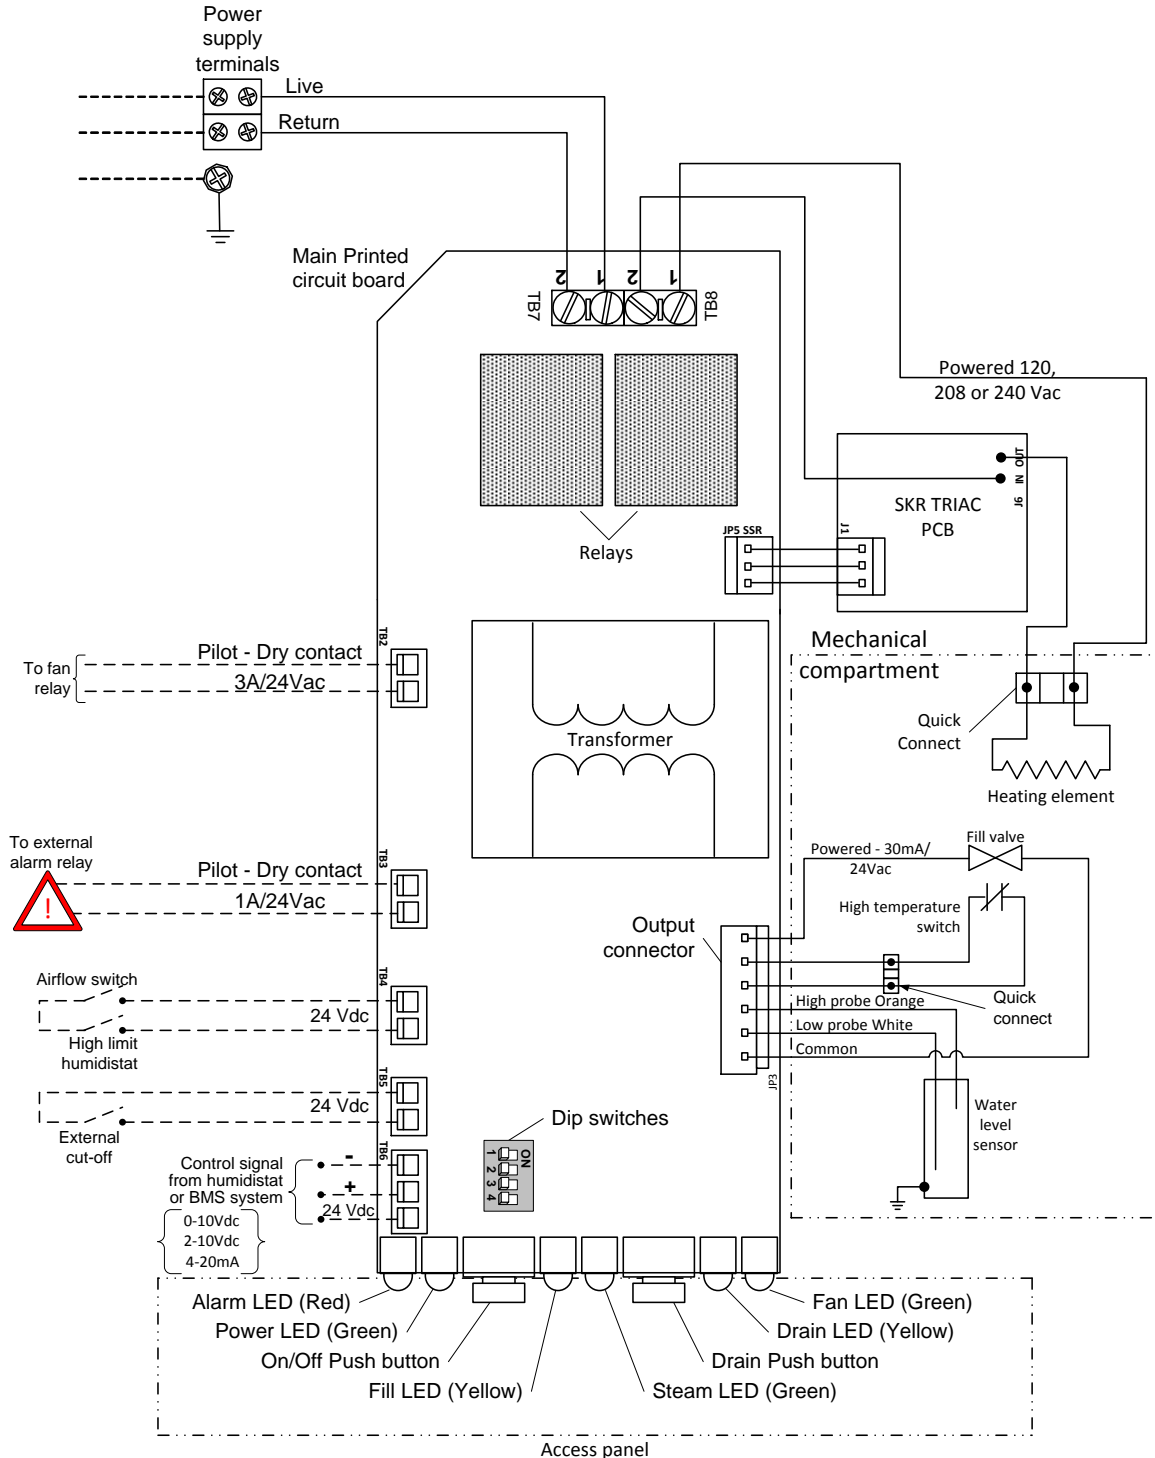 Power
supply
terminals
Live
Return
Main Printed
circuit board
2 1 2 1
TB7
TB8
Powered 120,
208 or 240 Vac
OUT
IN
J6
SKR TRIAC
PCB
J1
JP5 SSR
Relays
Mechanical
compartment
TB2
Pilot - Dry contact
3A/24Vac
To fan
relay
Transformer
Quick
Connect
Heating element
To external
alarm relay
!
TB3
Pilot - Dry contact
1A/24Vac
Powered - 30mA/
24Vac
Fill valve
High temperature
switch
Output
connector
Quick
connect
High probe Orange
Low probe White
Common
JP3
Water
level
sensor
Airflow switch
TB4
24 Vdc
High limit
humidistat
TB5
24 Vdc
External
cut-off
Dip switches
ON
1
2
3
4
TB6
Control signal
from humidistat
or BMS system
-
+
24 Vdc
0-10Vdc
2-10Vdc
4-20mA
Alarm LED (Red)
Power LED (Green)
On/Off Push button
Fill LED (Yellow)
Fan LED (Green)
Drain LED (Yellow)
Drain Push button
Steam LED (Green)
Access panel